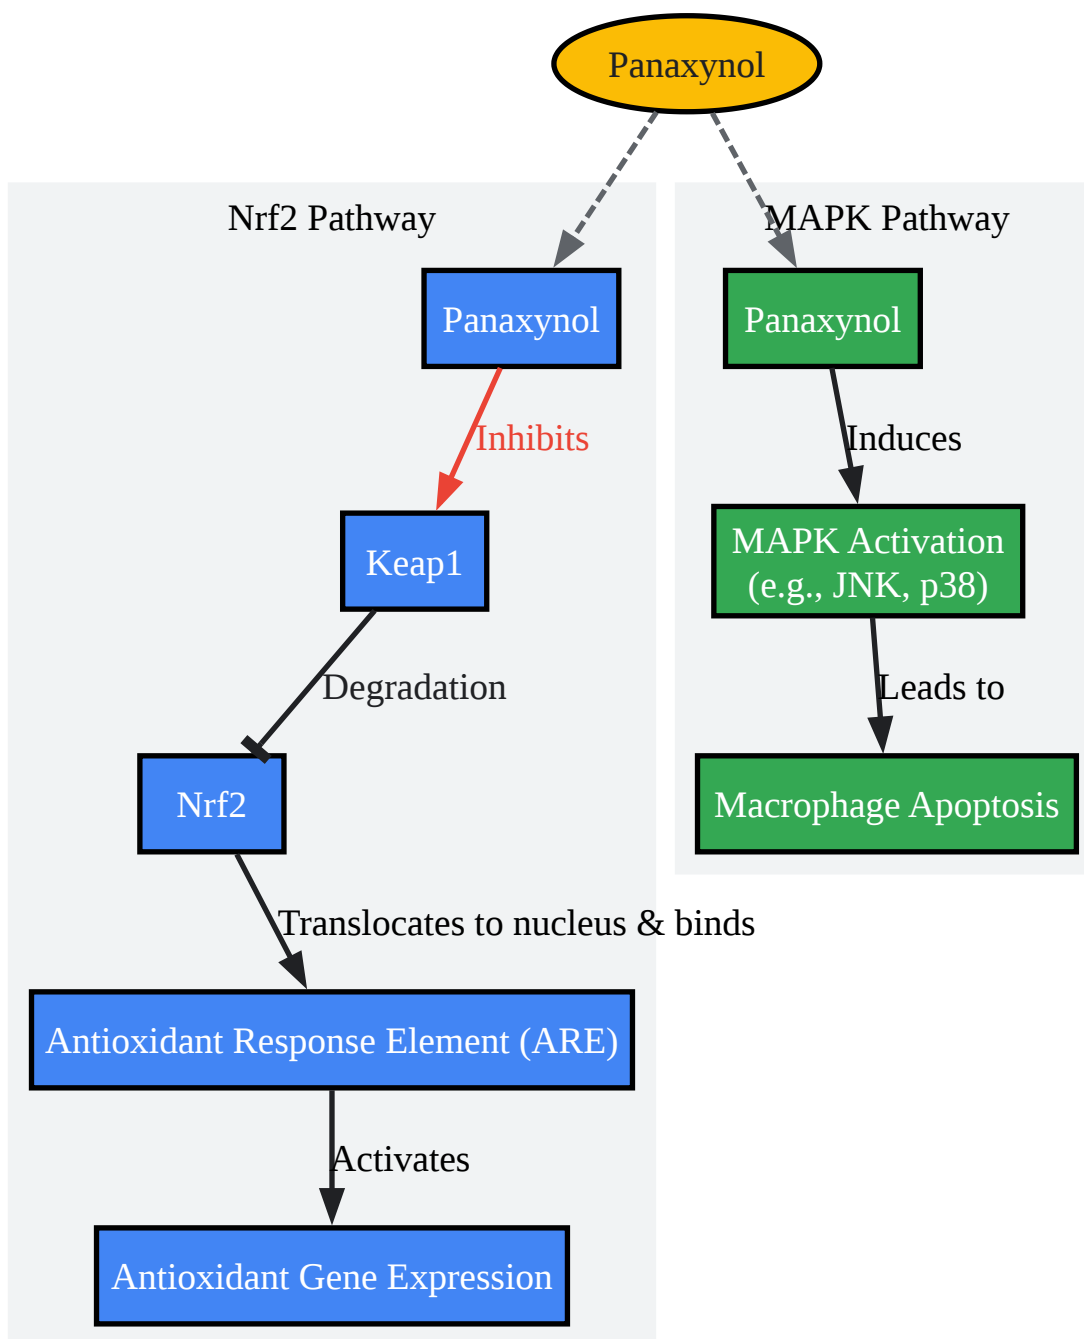 Panaxynol
Nrf2 Pathway
MAPK Pathway
Panaxynol
Panaxynol
Inhibits
Induces
Keap1
MAPK Activation
(e.g., JNK, p38)
Degradation
Leads to
Nrf2
Macrophage Apoptosis
Translocates to nucleus & binds
Antioxidant Response Element (ARE)
Activates
Antioxidant Gene Expression